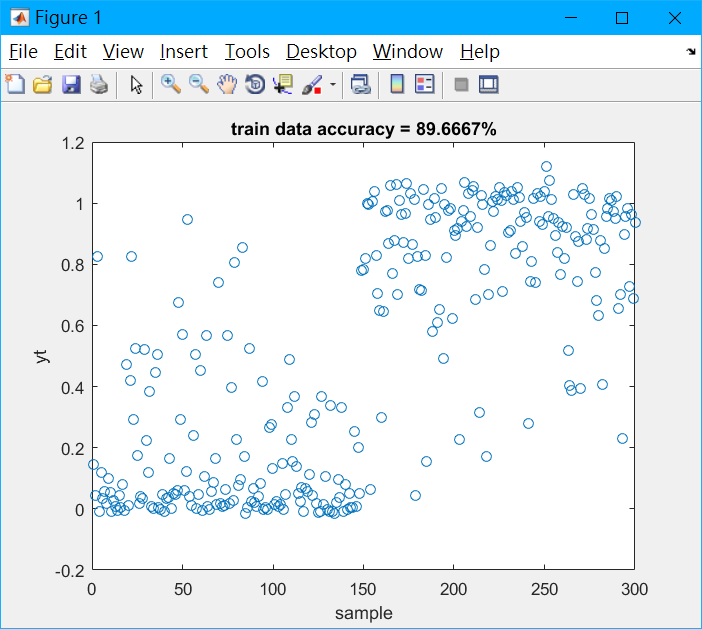 Figure 1
File Edit View Insert Tools Desktop Window Help
train data accuracy = 89.6667%
1.2
1
0.8
0.6
0.4
0.2
0
-0.2
yt
0 50 100 150 200 250 300
sample